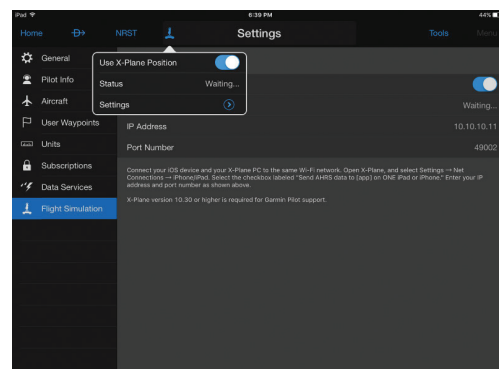 iPad
6:39 PM
44%
Home
NRST
Settings
Tools
Menu
General
Pilot Info
Aircraft
User Waypoints
Units
Subscriptions
Data Services
Flight Simulation
Use X-Plane Position
Status Waiting...
Settings
Waiting...
IP Address 10.10.10.11
Port Number 49002
Connect your iOS device and your X-Plane PC to the same Wi-Fi network. Open X-Plane, and select Settings → Net
Connections → iPhone/iPad. Select the checkbox labeled "Send AHRS data to [app] on ONE iPad or iPhone." Enter your IP
address and port number as shown above.
X-Plane version 10.30 or higher is required for Garmin Pilot support.